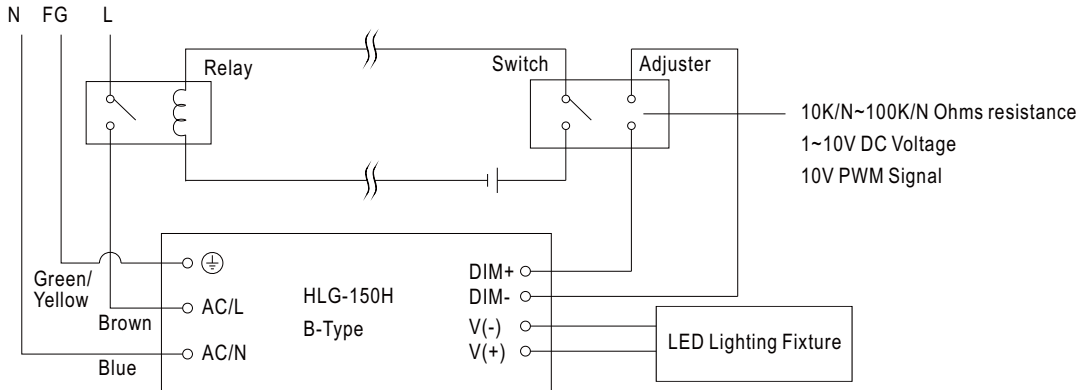 N FG L
Relay
Switch
Adjuster
10K/N~100K/N Ohms resistance
1~10V DC Voltage
10V PWM Signal
Green/
Yellow
Brown
Blue
AC/L
AC/N
HLG-150H
B-Type
DIM+
DIM-
V(-)
V(+)
LED Lighting Fixture